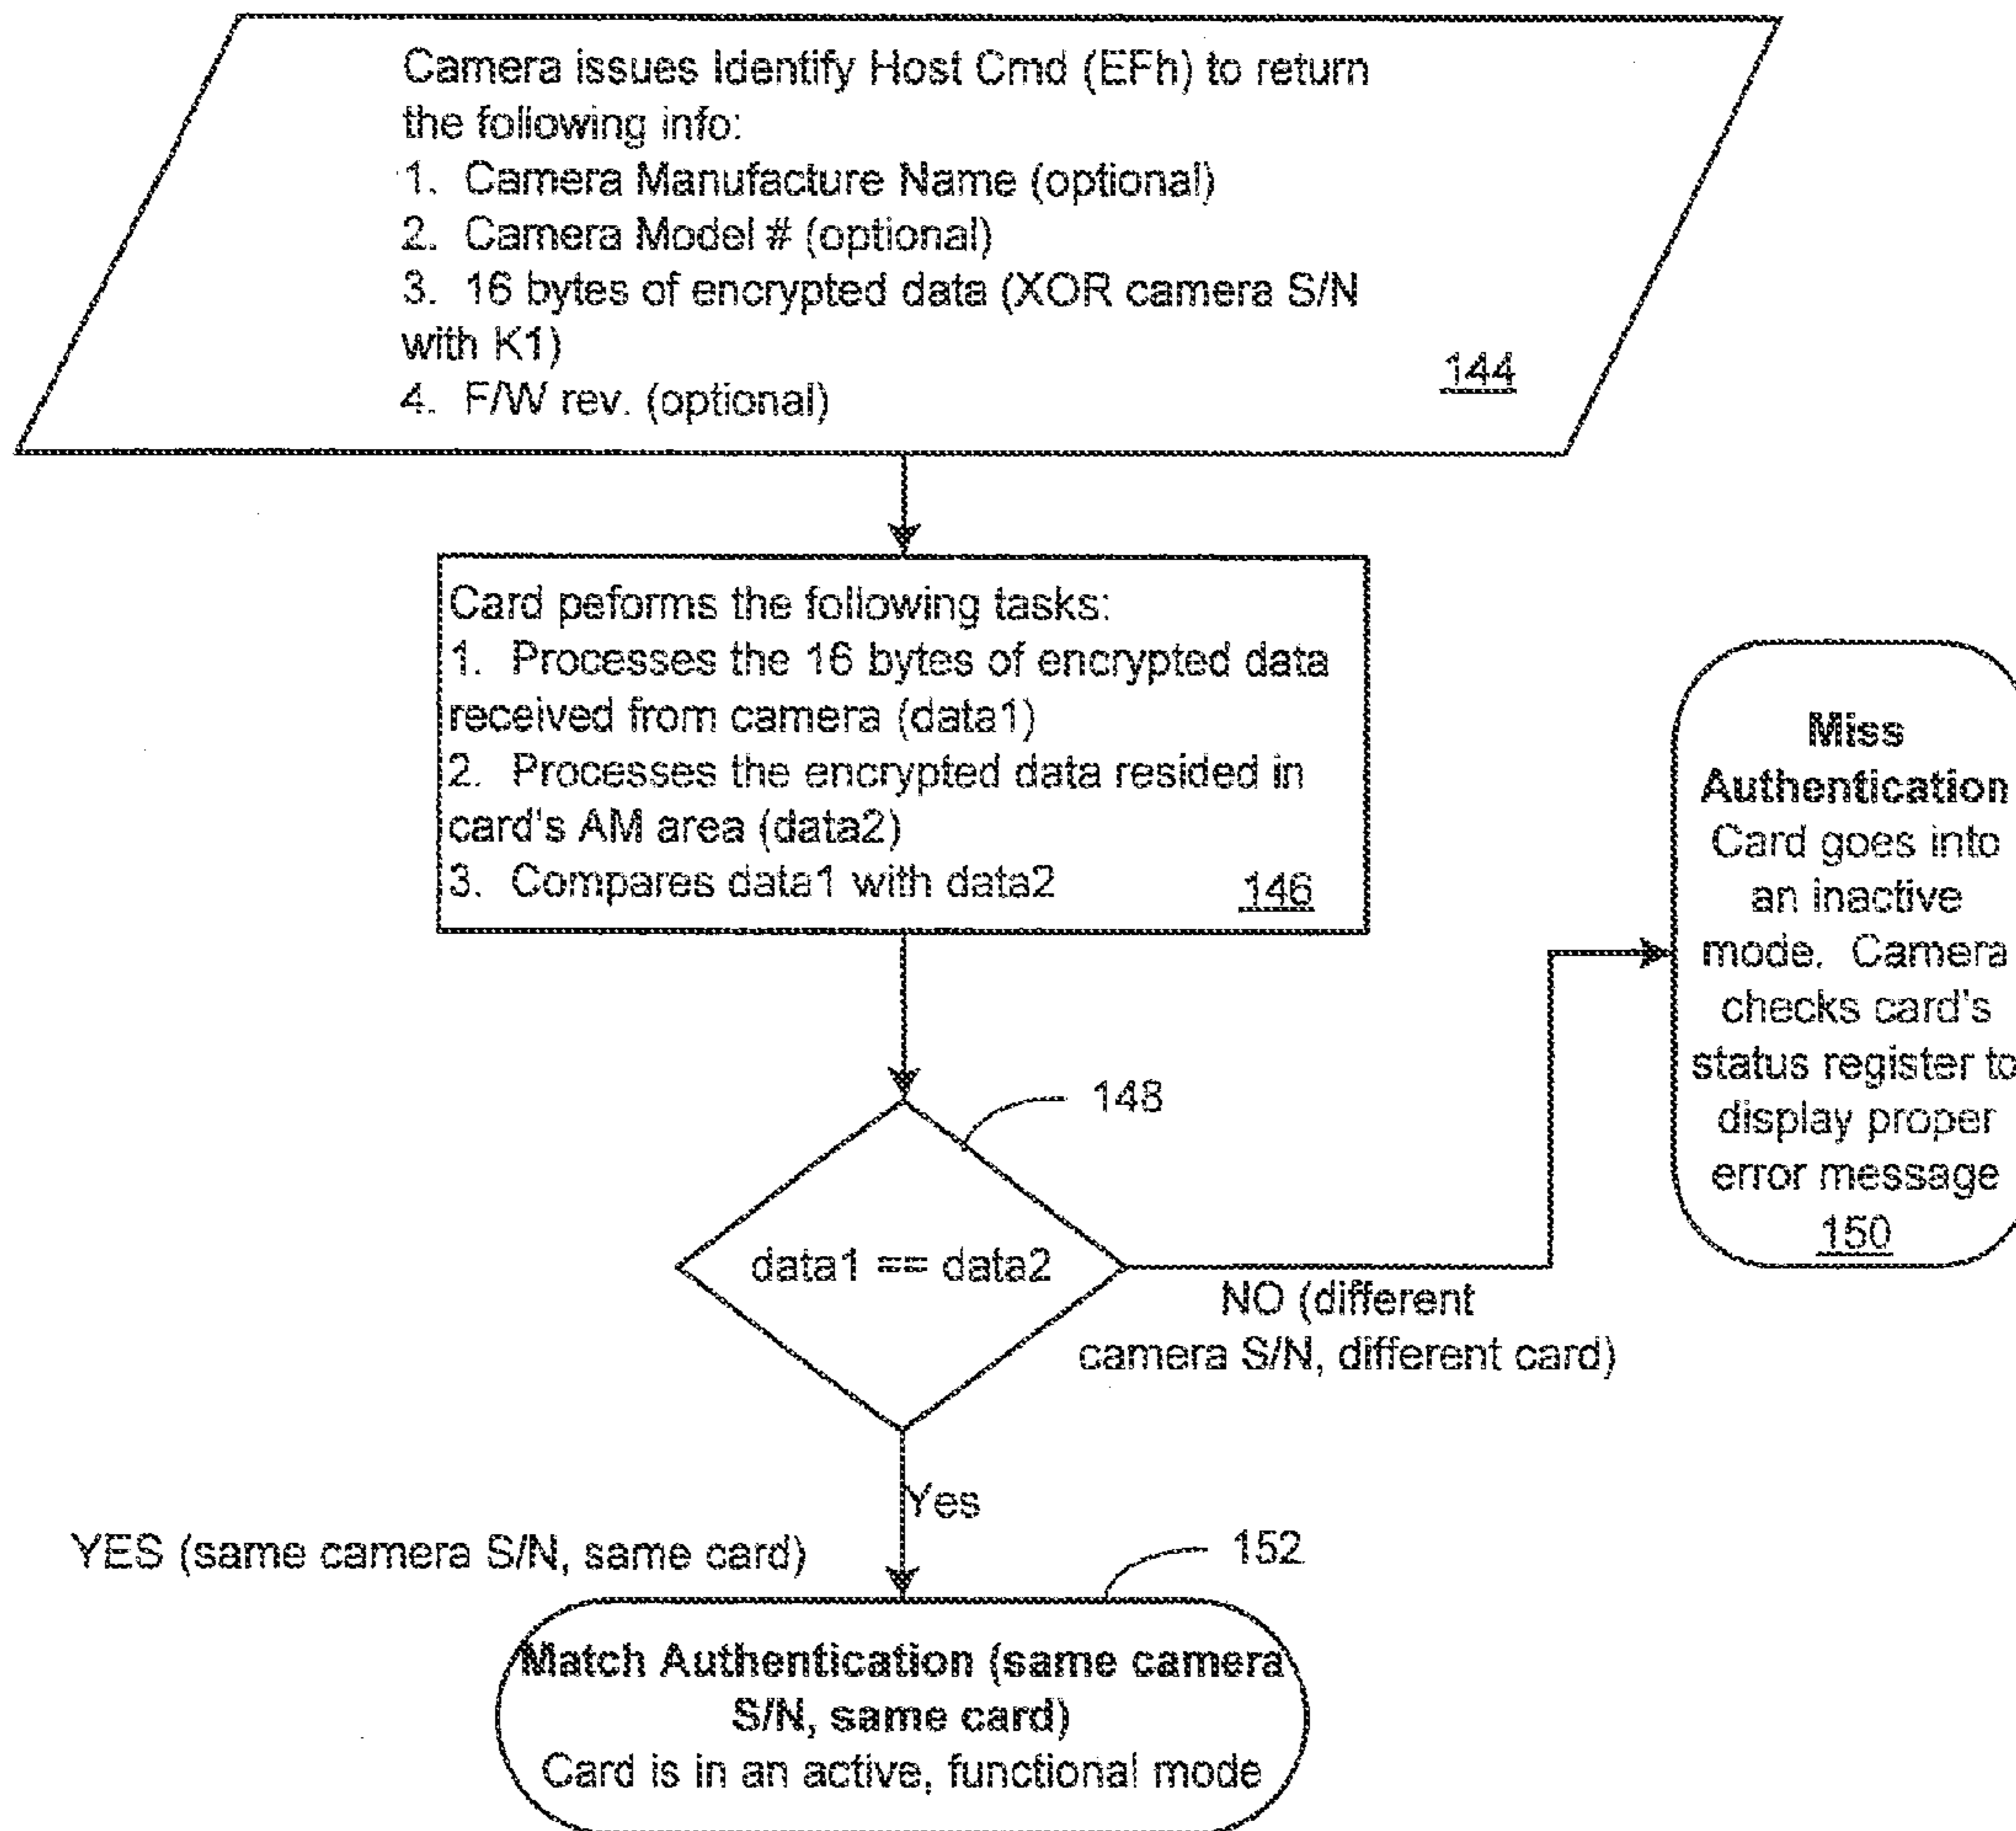 Camera issues Identify Host Cmd (EFh) to return
the following info:
1. Camera Manufacture Name (optional)
2. Camera Model # (optional)
3. 16 bytes of encrypted data (XOR camera S/N
with K1)
4. F/W rev. (optional)
144
Card peforms the following tasks:
1. Processes the 16 bytes of encrypted data
received from camera (data1)
2. Processes the encrypted data resided in
card's AM area (data2)
3. Compares data1 with data2
146
Miss
Authentication
Card goes into
an inactive
mode. Camera
checks card's
status register to
display proper
error message
150
148
data1 == data2
NO (different
camera S/N, different card)
Yes
YES (same camera S/N, same card)
152
Match Authentication (same camera
S/N, same card)
Card is in an active, functional mode